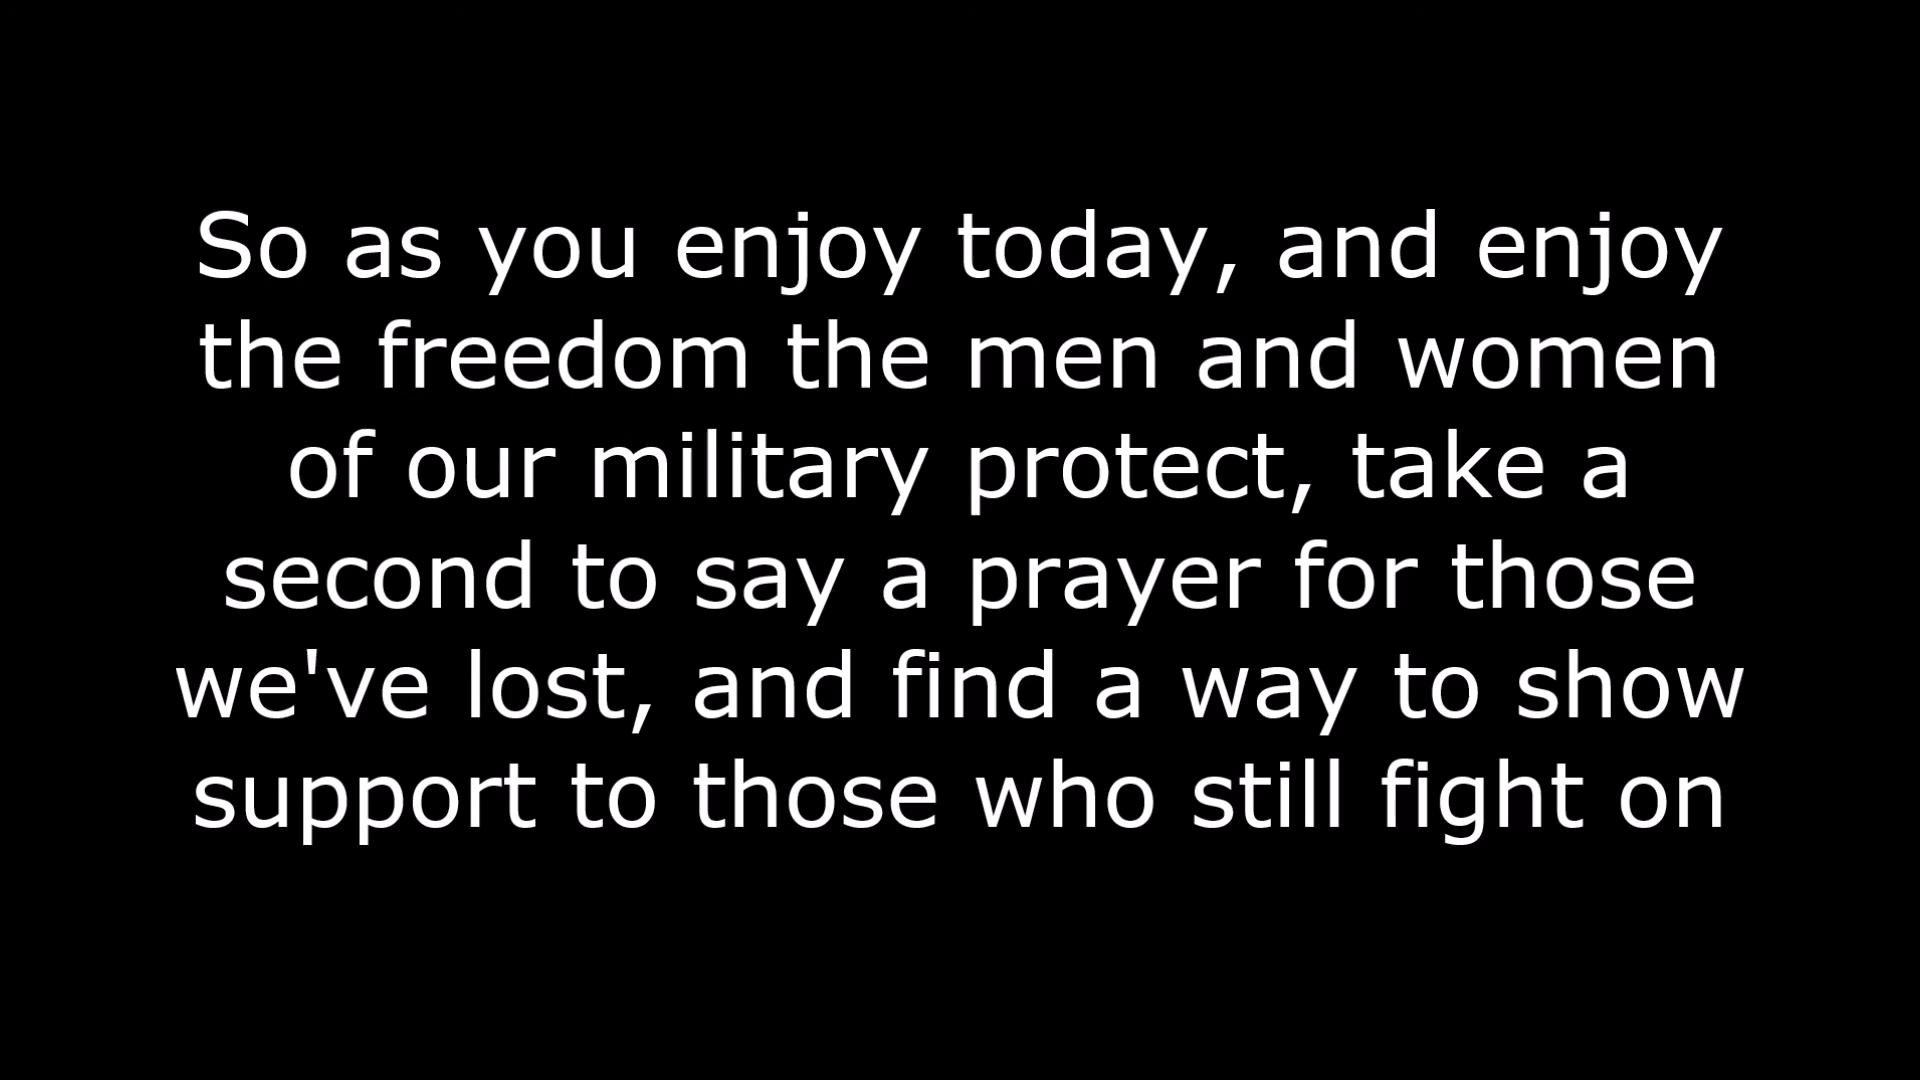 So as you enjoy today, and enjoy
the freedom the men and women
of our military protect, take a
second to say a prayer for those
we've lost, and find a way to show
support to those who still fight on